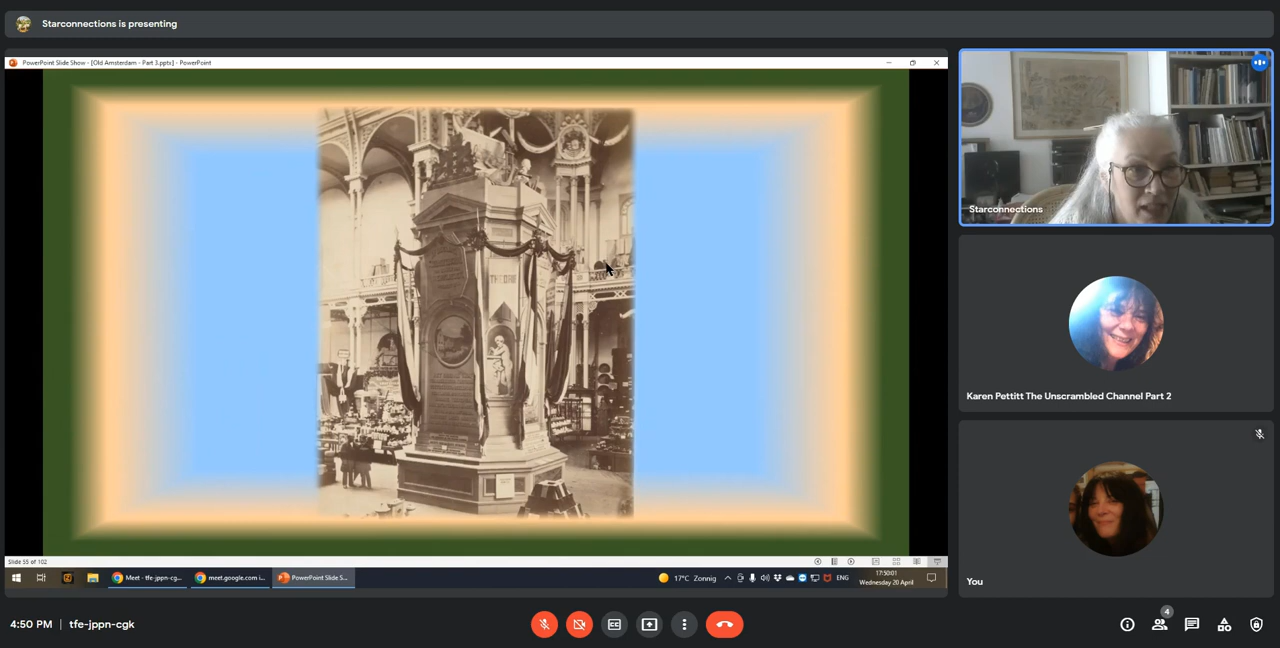 Starconnections is presenting
PowerPoint Slide Show - [Old Amsterdam - Part 3.pptx] - PowerPoint
Starconnections
Karen Pettitt The Unscrambled Channel Part 2
You
Slide 55 of 102
Meet - tfe-jppn-cg...
meet.google.com i...
PowerPoint Slide S...
17°C Zonnig
ENG
17:50:01
Wednesday 20 April
4:50 PM | tfe-jppn-cgk
4